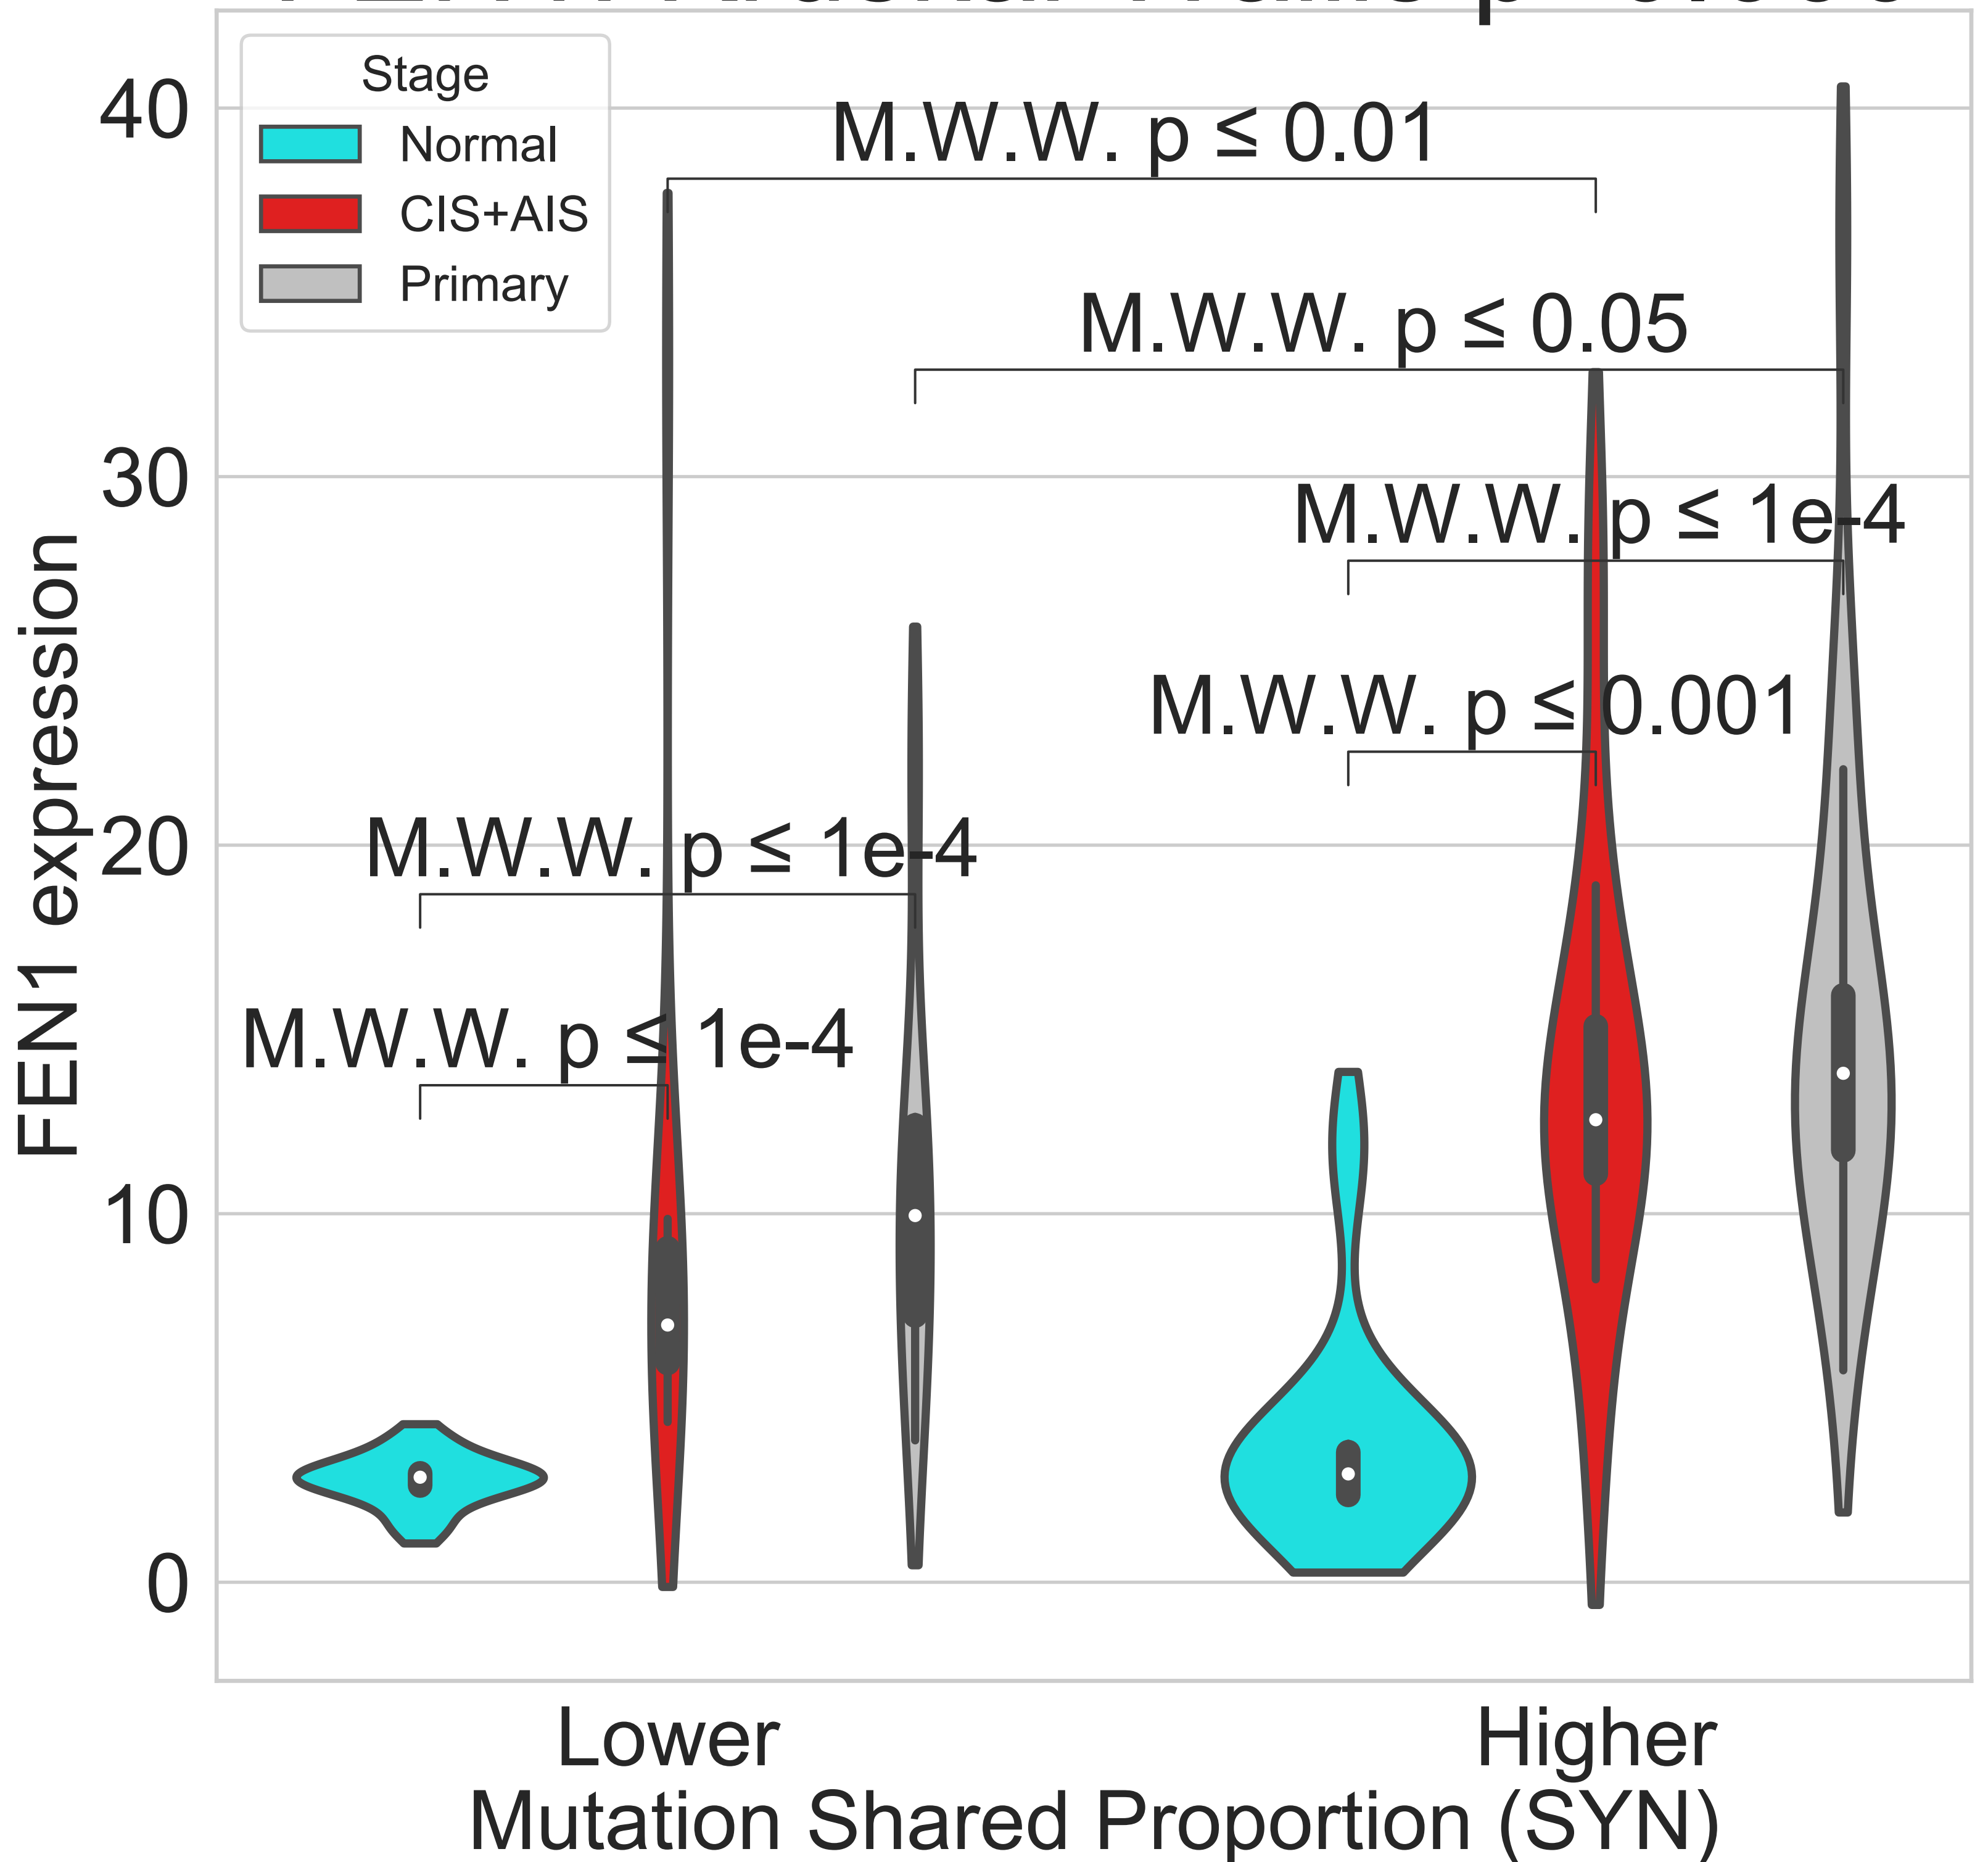 Stage
Normal
CIS+AIS
Primary
M.W.W. p ≤ 0.01
M.W.W. p ≤ 0.05
M.W.W. p ≤ 1e-4
M.W.W. p ≤ 0.001
M.W.W. p ≤ 1e-4
M.W.W. p ≤ 1e-4
40
30
20
10
0
FEN1 expression
Lower
Higher
Mutation Shared Proportion (SYN)